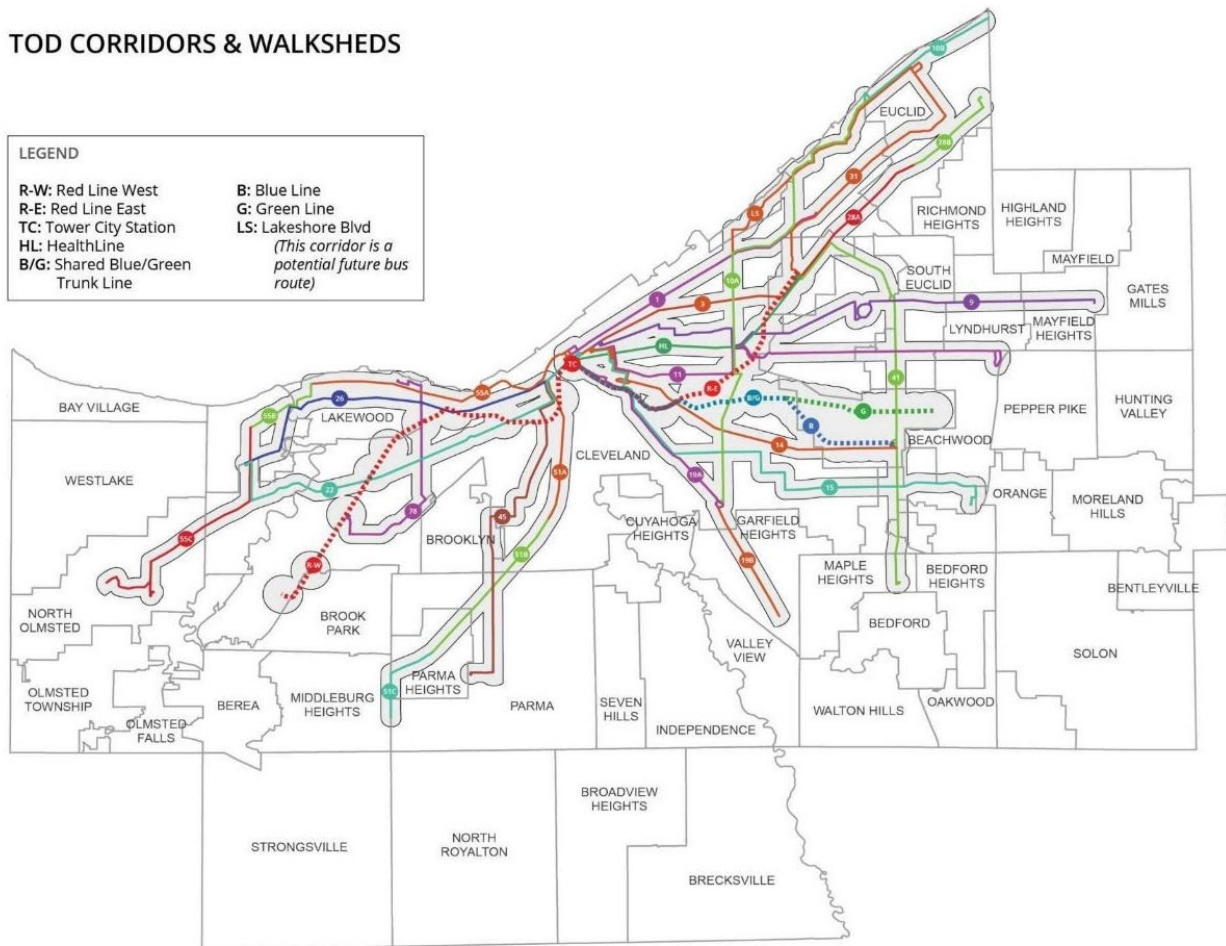 TOD CORRIDORS & WALKSHEDS
LEGEND
R-W: Red Line West
R-E: Red Line East
TC: Tower City Station
HL: HealthLine
B/G: Shared Blue/Green
Trunk Line
B: Blue Line
G: Green Line
LS: Lakeshore Blvd
(This corridor is a
potential future bus
route)
10B
EUCLID
28B
31
LS
28A
RICHMOND
HEIGHTS
HIGHLAND
HEIGHTS
MAYFIELD
SOUTH
EUCLID
10A
GATES
MILLS
1
3
9
LYNDHURST
MAYFIELD
HEIGHTS
HL
TC
11
R-E
41
55A
26
B/G
BAY VILLAGE
55B
LAKEWOOD
G
PEPPER PIKE
HUNTING
VALLEY
B
BEACHWOOD
14
CLEVELAND
WESTLAKE
51A
19A
22
15
ORANGE
MORELAND
HILLS
78
45
CUYAHOGA
HEIGHTS
GARFIELD
HEIGHTS
55C
BROOKLYN
51B
19B
R-W
MAPLE
HEIGHTS
BEDFORD
HEIGHTS
BENTLEYVILLE
NORTH
OLMSTED
BROOK
PARK
BEDFORD
VALLEY
VIEW
SOLON
OLMSTED
TOWNSHIP
BEREA
MIDDLEBURG
HEIGHTS
51C
PARMA
HEIGHTS
PARMA
SEVEN
HILLS
WALTON HILLS
OAKWOOD
OLMSTED
FALLS
INDEPENDENCE
BROADVIEW
HEIGHTS
STRONGSVILLE
NORTH
ROYALTON
BRECKSVILLE